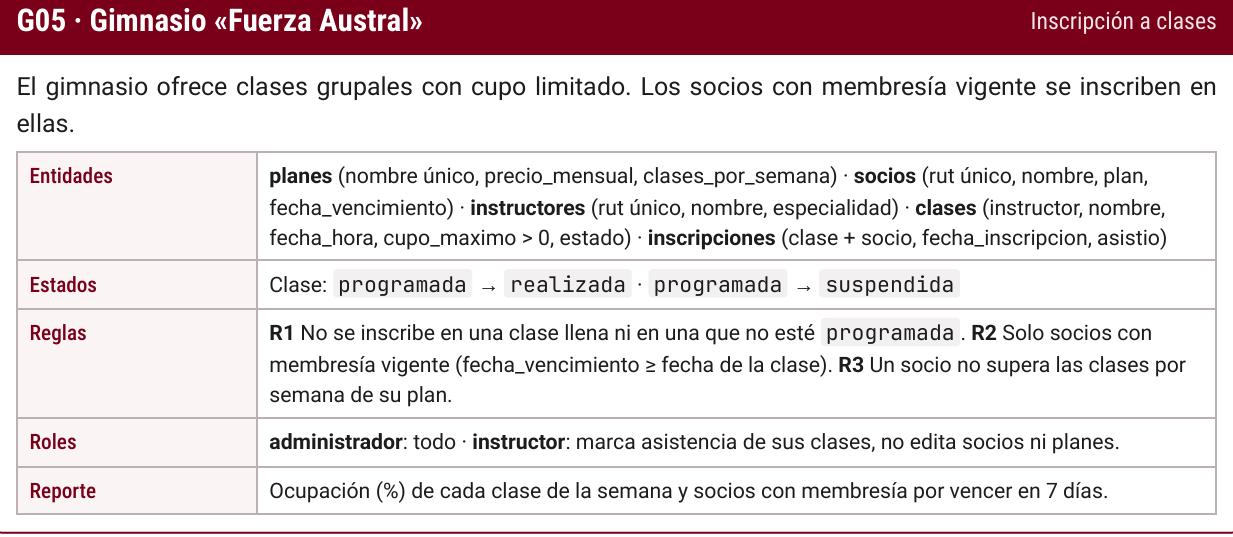 G05 · Gimnasio «Fuerza Austral»
Inscripción a clases
El gimnasio ofrece clases grupales con cupo limitado. Los socios con membresía vigente se inscriben en
ellas.
Entidades
planes (nombre único, precio_mensual, clases_por_semana) · socios (rut único, nombre, plan,
fecha_vencimiento) · instructores (rut único, nombre, especialidad) · clases (instructor, nombre,
fecha_hora, cupo_maximo > 0, estado) · inscripciones (clase + socio, fecha_inscripcion, asistio)
Estados
Clase: programada → realizada · programada → suspendida
Reglas
R1 No se inscribe en una clase llena ni en una que no esté programada. R2 Solo socios con
membresía vigente (fecha_vencimiento ≥ fecha de la clase). R3 Un socio no supera las clases por
semana de su plan.
Roles
administrador: todo · instructor: marca asistencia de sus clases, no edita socios ni planes.
Reporte
Ocupación (%) de cada clase de la semana y socios con membresía por vencer en 7 días.